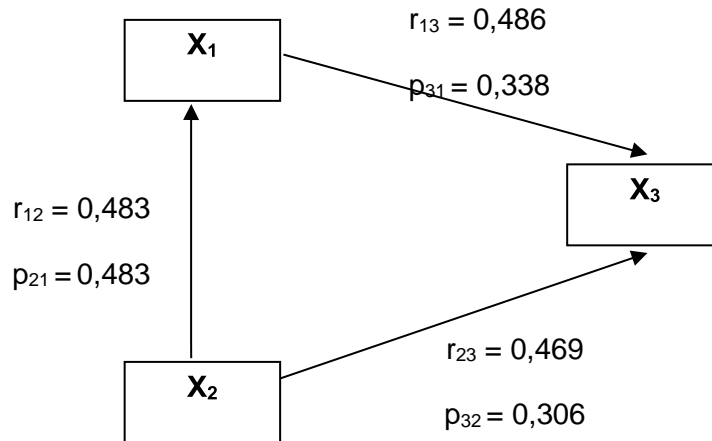 r₁₃ = 0,486
X₁
p₃₁ = 0,338
X₃
r₁₂ = 0,483
p₂₁ = 0,483
r₂₃ = 0,469
X₂
p₃₂ = 0,306